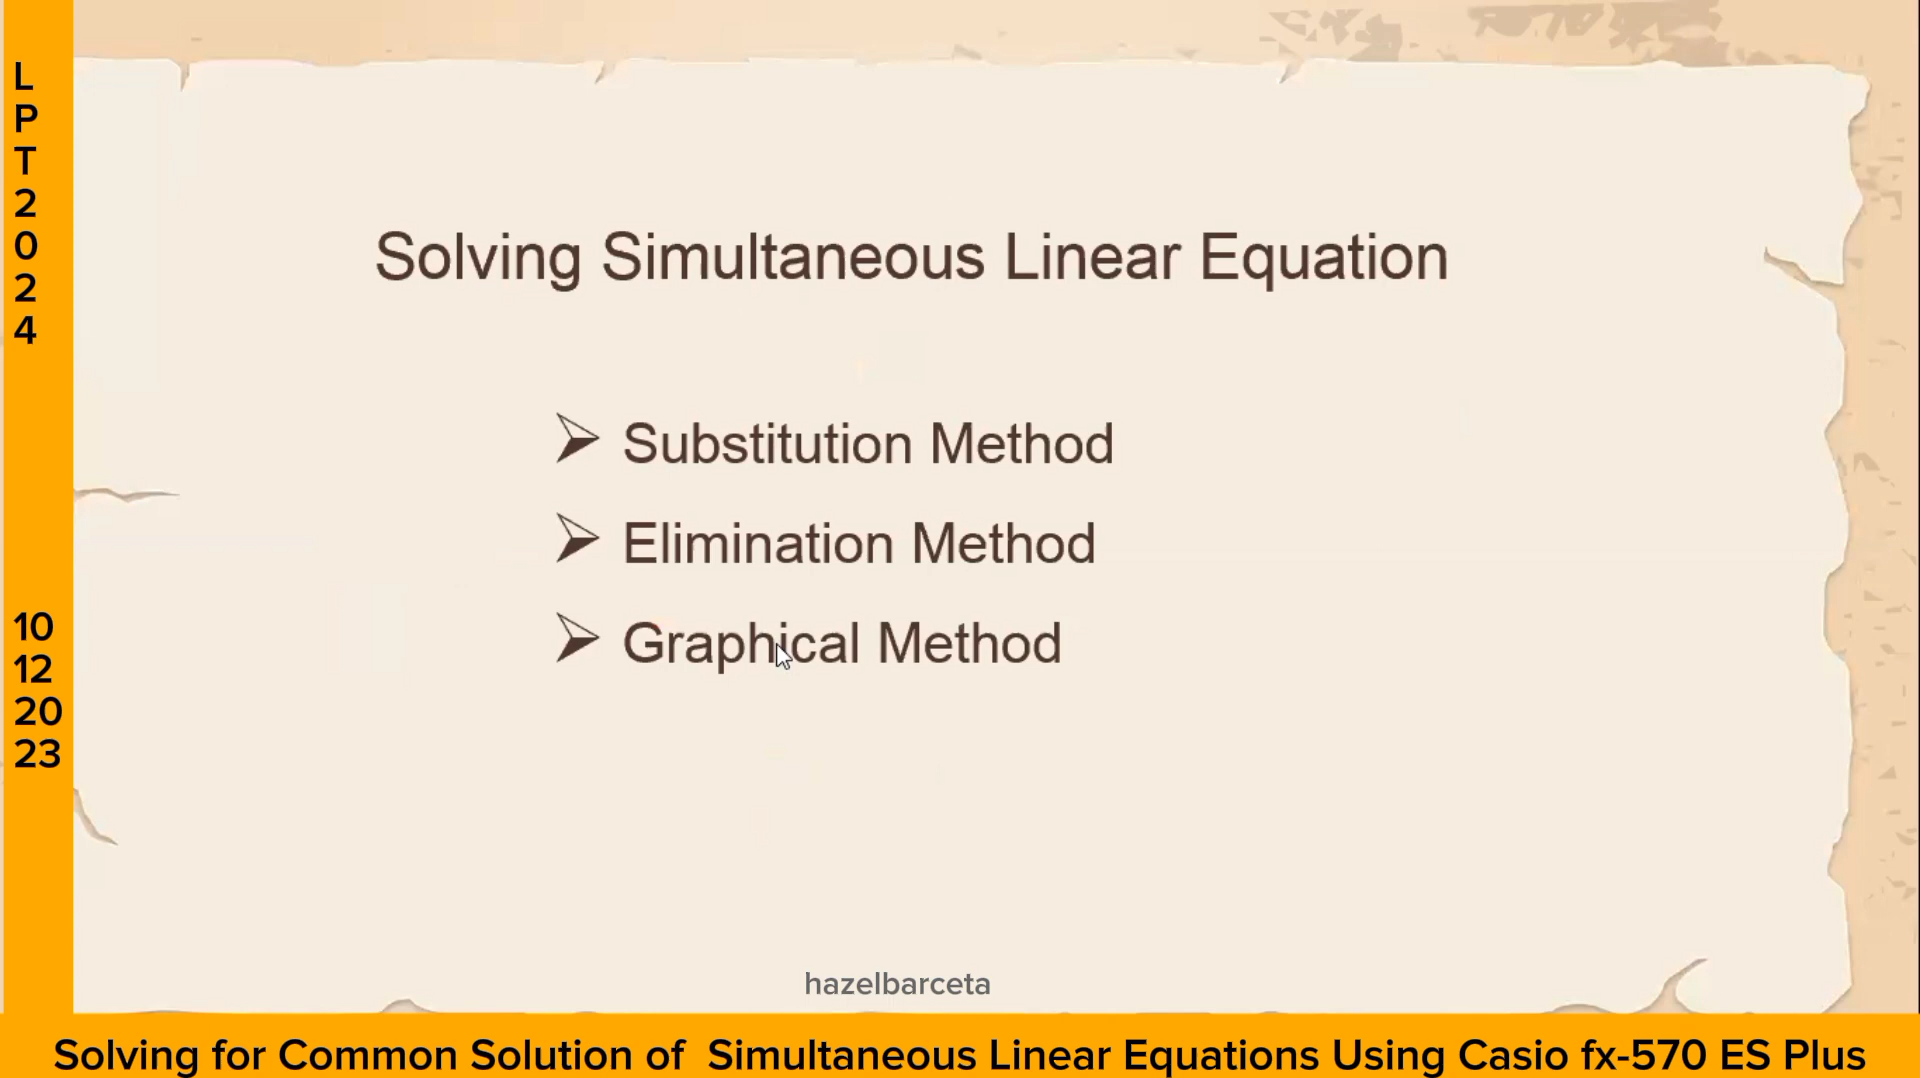 L
P
T
2
0
2
4
10
12
20
23
Solving Simultaneous Linear Equation
➢ Substitution Method
➢ Elimination Method
➢ Graphical Method
hazelbarceta
Solving for Common Solution of  Simultaneous Linear Equations Using Casio fx-570 ES Plus